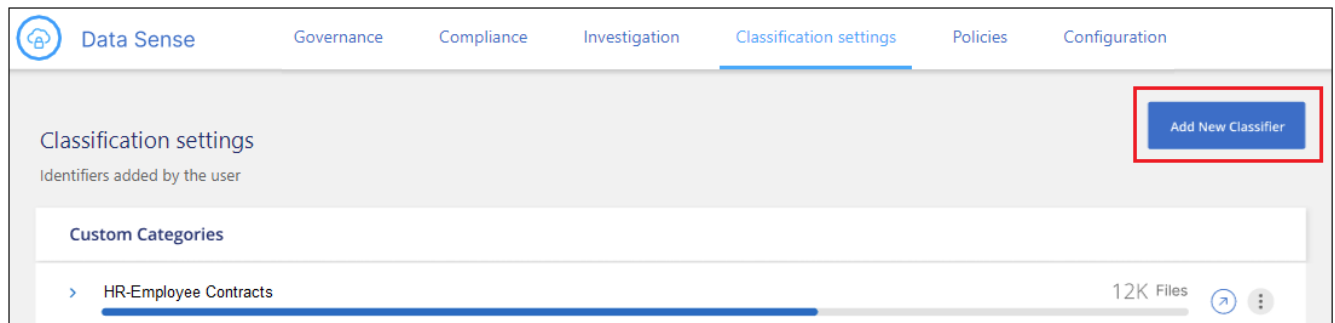 Data Sense Governance Compliance Investigation Classification settings Policies Configuration
Add New Classifier
Classification settings
Identifiers added by the user
Custom Categories
HR-Employee Contracts 12K Files